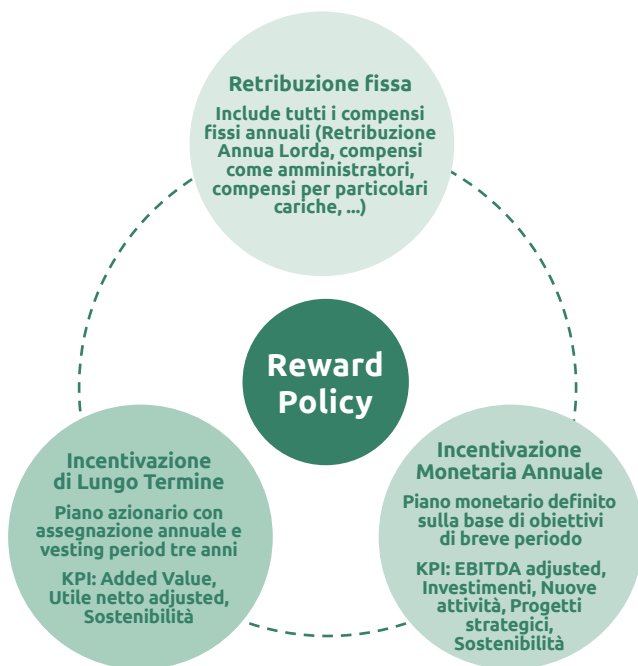 Retribuzione fissa
Include tutti i compensi
fissi annuali (Retribuzione
Annua Lorda, compensi
come amministratori,
compensi per particolari
cariche, ...)
Reward
Policy
Incentivazione
di Lungo Termine
Piano azionario con
assegnazione annuale e
vesting period tre anni
KPI: Added Value,
Utile netto adjusted,
Sostenibilità
Incentivazione
Monetaria Annuale
Piano monetario definito
sulla base di obiettivi
di breve periodo
KPI: EBITDA adjusted,
Investimenti, Nuove
attività, Progetti
strategici,
Sostenibilità